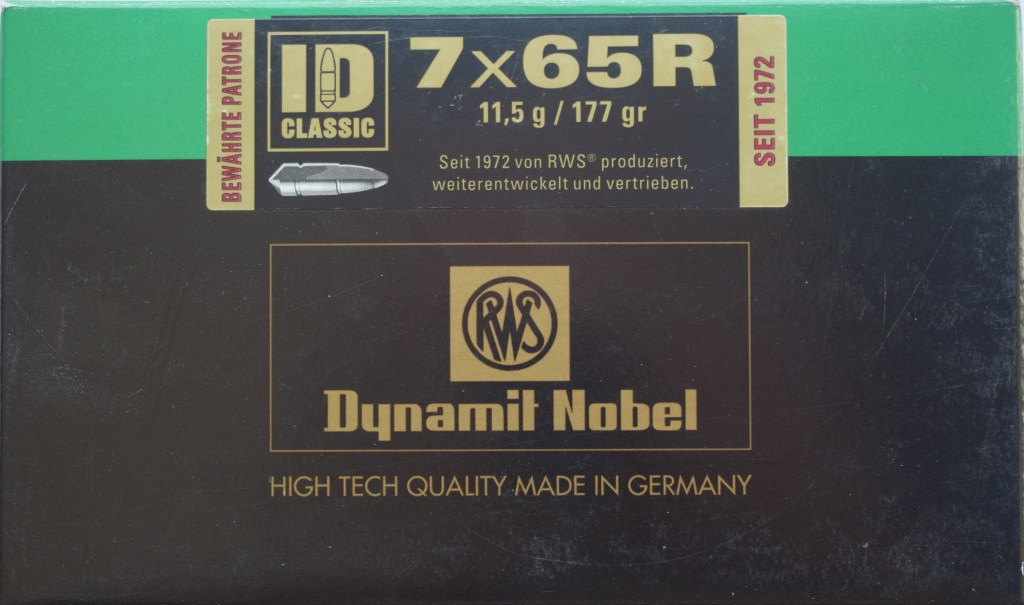 BEWÄHRTE PATRONE
ID
CLASSIC
7x65R
11,5 g / 177 gr
Seit 1972 von RWS® produziert,
weiterentwickelt und vertrieben.
SEIT 1972
RWS
Dynamit Nobel
HIGH TECH QUALITY MADE IN GERMANY